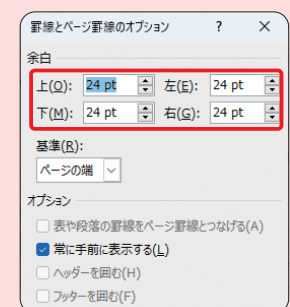 罫線とページ罫線のオプション ? ×
余白
上(O): 24 pt 左(E): 24 pt
下(M): 24 pt 右(G): 24 pt
基準(R):
ページの端
オプション
表や段落の罫線をページ罫線とつなげる(A)
常に手前に表示する(L)
ヘッダーを囲む(H)
フッターを囲む(F)